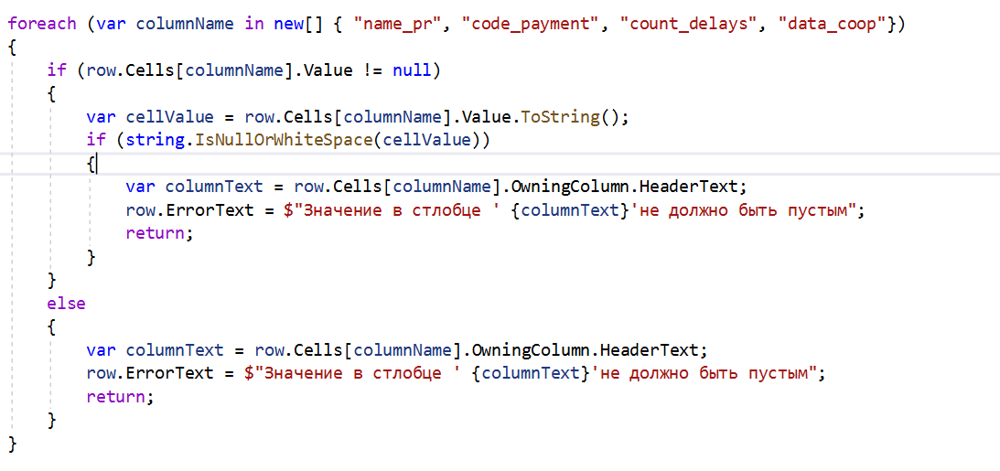 foreach (var columnName in new[] { "name_pr", "code_payment", "count_delays", "data_coop"})
{
if (row.Cells[columnName].Value != null)
{
var cellValue = row.Cells[columnName].Value.ToString();
if (string.IsNullOrWhiteSpace(cellValue))
{
var columnText = row.Cells[columnName].OwningColumn.HeaderText;
row.ErrorText = $"Значение в стлобце ' {columnText}'не должно быть пустым";
return;
}
}
else
{
var columnText = row.Cells[columnName].OwningColumn.HeaderText;
row.ErrorText = $"Значение в стлобце ' {columnText}'не должно быть пустым";
return;
}
}